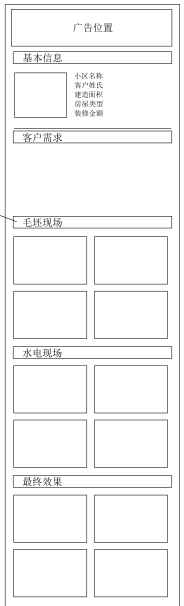 广告位置
基本信息
小区名称
客户姓氏
建造面积
房屋类型
装修金额
客户需求
毛坯现场
水电现场
最终效果